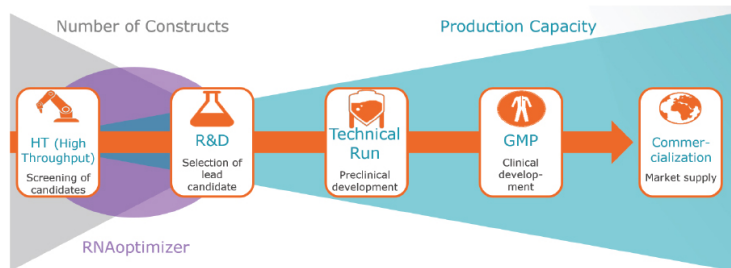 Number of Constructs
Production Capacity
HT (High
Throughput)
Screening of
candidates
R&D
Selection of
lead
candidate
Technical
Run
Preclinical
development
GMP
Clinical
develop-
ment
Commer-
cialization
Market supply
RNAoptimizer